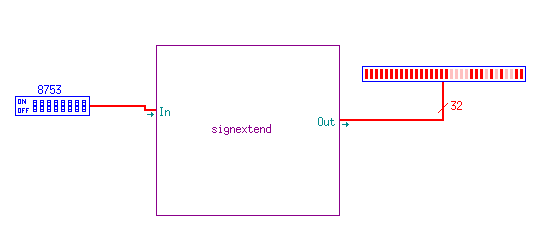 8753
ON
OFF
In
signextend
Out
32